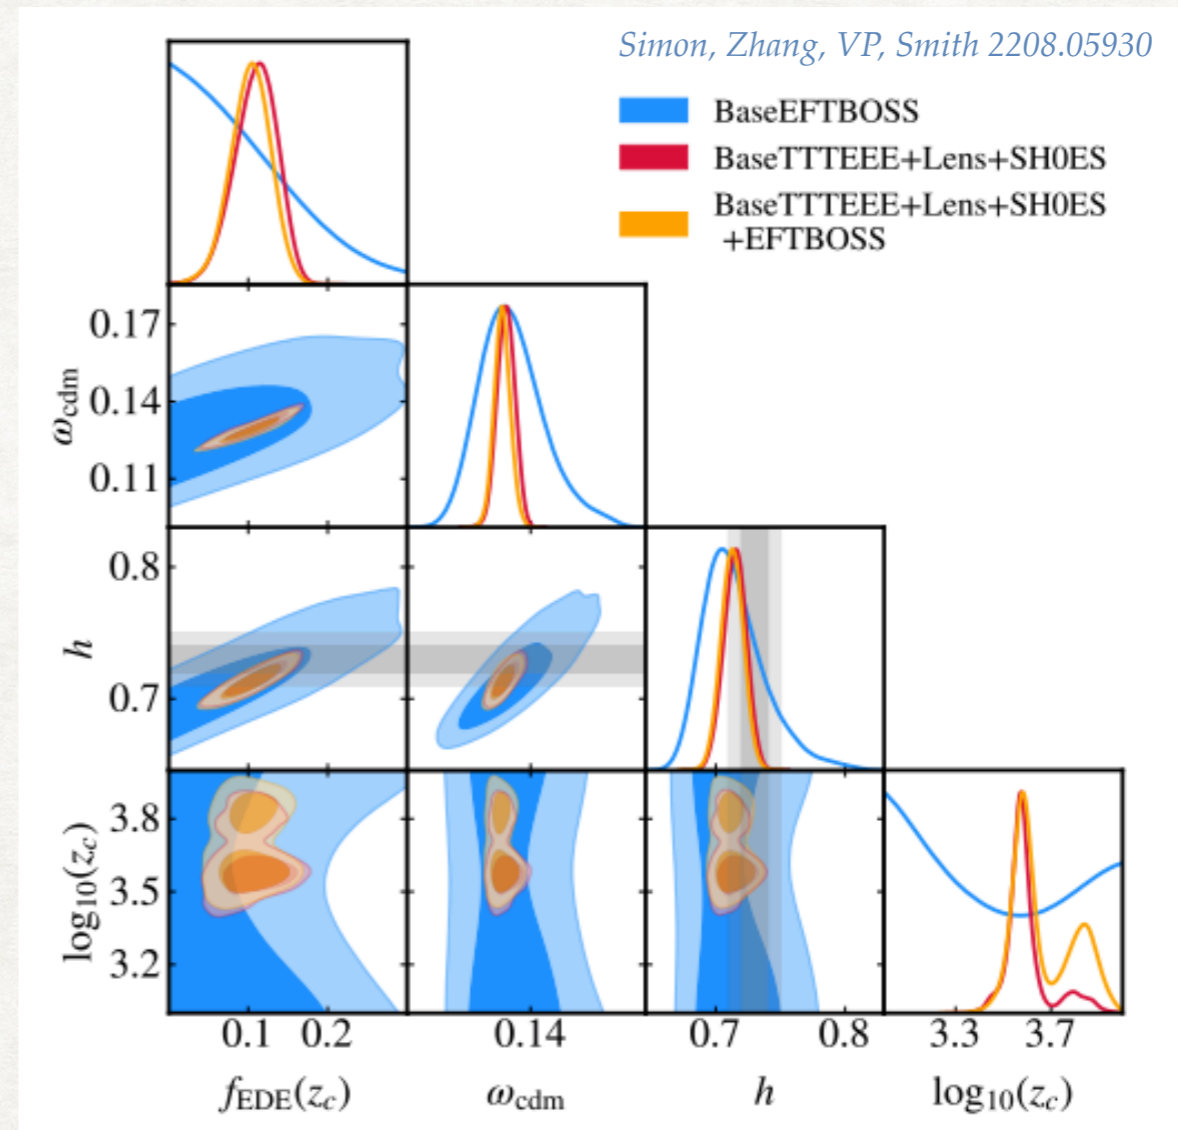 Simon, Zhang, VP, Smith 2208.05930
BaseEFTBOSS
BaseTTTEEE+Lens+SH0ES
BaseTTTEEE+Lens+SH0ES
+EFTBOSS
0.17
0.14
0.11
ω_cdm
0.8
0.7
h
3.8
3.5
3.2
log₁₀(z_c)
0.1 0.2 0.14 0.7 0.8 3.3 3.7
f_EDE(z_c) ω_cdm h log₁₀(z_c)